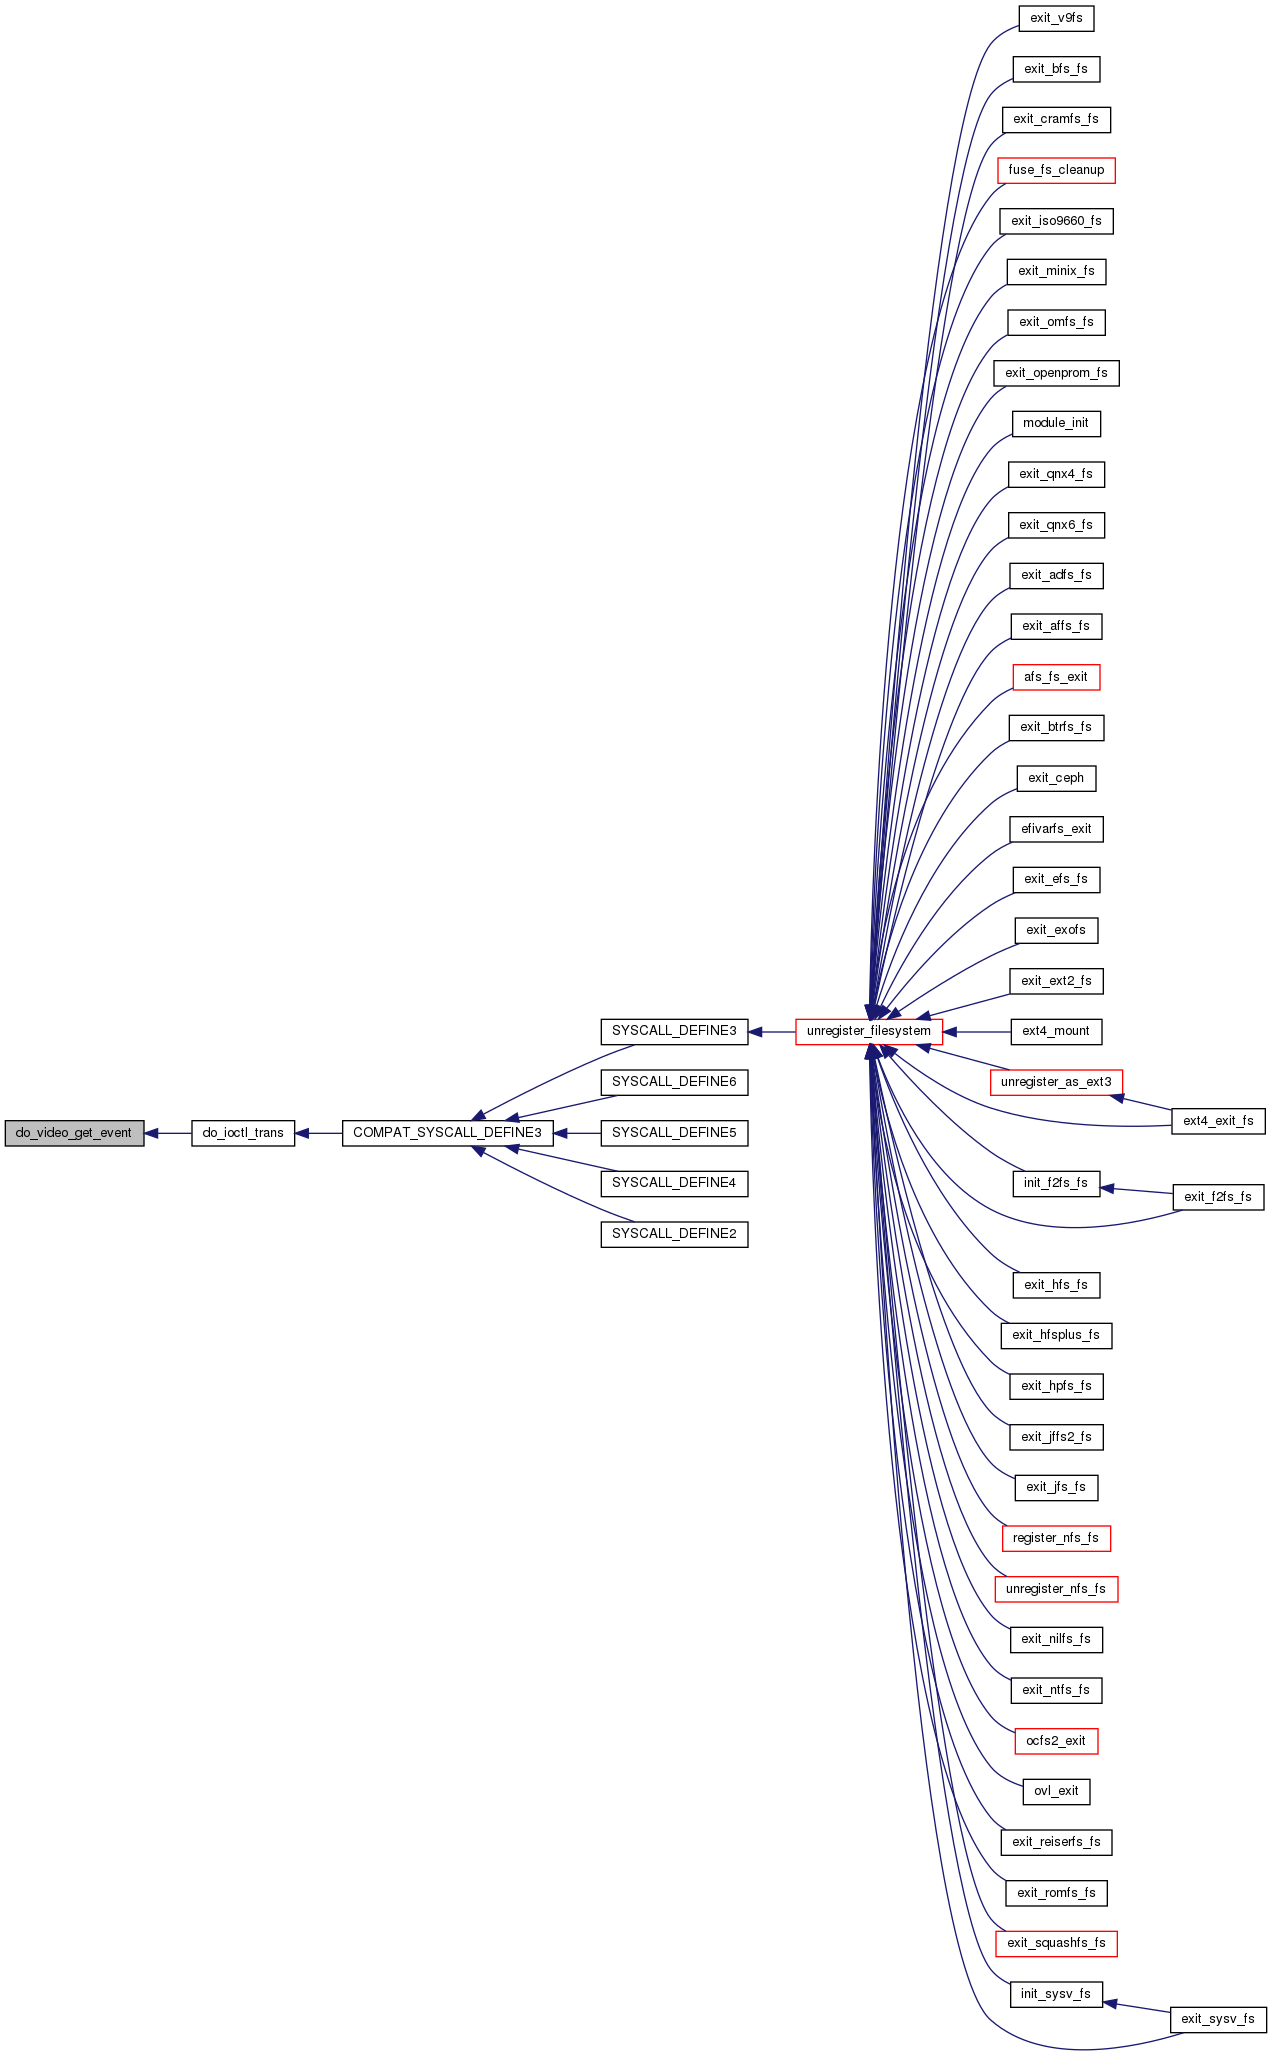 exit_v9fs
exit_bfs_fs
exit_cramfs_fs
fuse_fs_cleanup
exit_iso9660_fs
exit_minix_fs
exit_omfs_fs
exit_openprom_fs
module_init
exit_qnx4_fs
exit_qnx6_fs
exit_adfs_fs
exit_affs_fs
afs_fs_exit
exit_btrfs_fs
exit_ceph
efivarfs_exit
exit_efs_fs
exit_exofs
exit_ext2_fs
SYSCALL_DEFINE3
unregister_filesystem
ext4_mount
SYSCALL_DEFINE6
unregister_as_ext3
ext4_exit_fs
do_video_get_event
do_ioctl_trans
COMPAT_SYSCALL_DEFINE3
SYSCALL_DEFINE5
SYSCALL_DEFINE4
init_f2fs_fs
exit_f2fs_fs
SYSCALL_DEFINE2
exit_hfs_fs
exit_hfsplus_fs
exit_hpfs_fs
exit_jffs2_fs
exit_jfs_fs
register_nfs_fs
unregister_nfs_fs
exit_nilfs_fs
exit_ntfs_fs
ocfs2_exit
ovl_exit
exit_reiserfs_fs
exit_romfs_fs
exit_squashfs_fs
init_sysv_fs
exit_sysv_fs